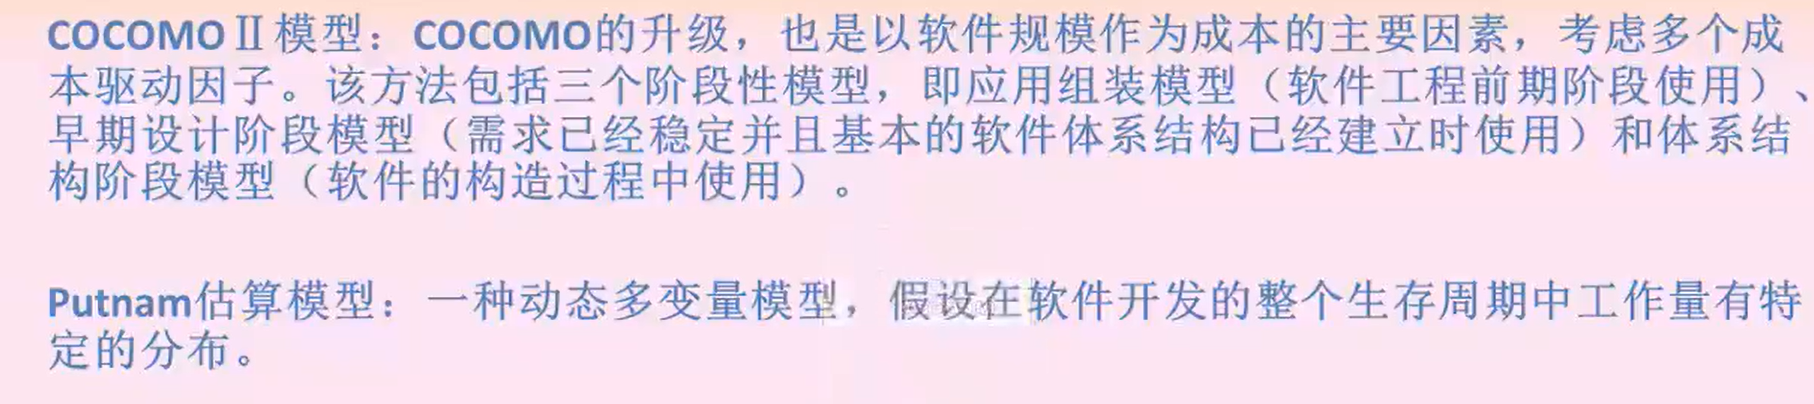 COCOMOⅡ模型：COCOMO的升级，也是以软件规模作为成本的主要因素，考虑多个成
本驱动因子。该方法包括三个阶段性模型，即应用组装模型（软件工程前期阶段使用）、
早期设计阶段模型（需求已经稳定并且基本的软件体系结构已经建立时使用）和体系结
构阶段模型（软件的构造过程中使用）。
Putnam估算模型：一种动态多变量模型，假设在软件开发的整个生存周期中工作量有特
定的分布。